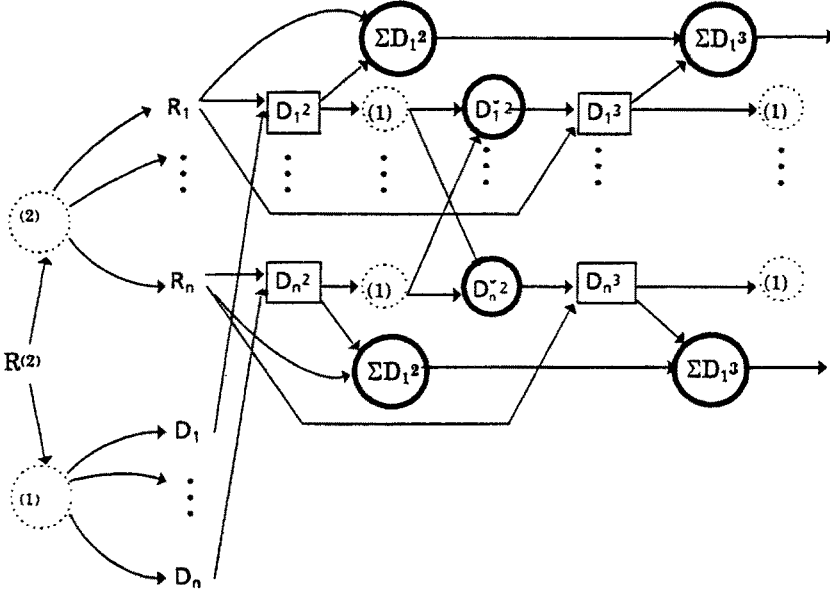 ΣD₁² ΣD₁³
R₁ D₁² (1) D₁˘² D₁³ (1)
(2)
Rₙ Dₙ² (1) Dₙ˘² Dₙ³ (1)
R(2) ΣD₁² ΣD₁³
D₁
(1)
Dₙ